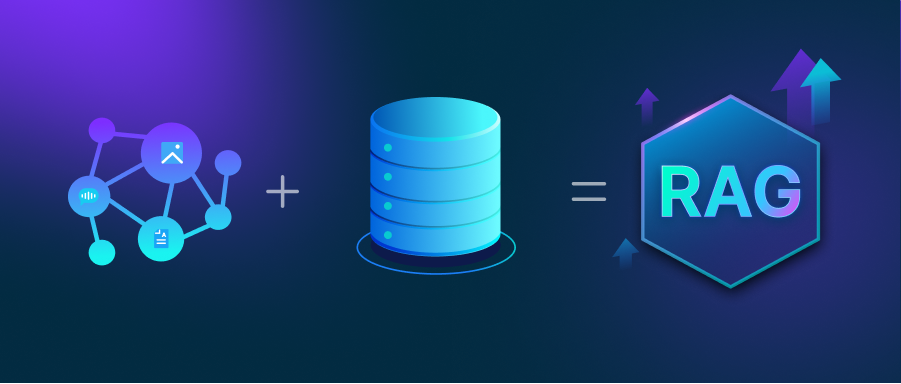 +
=
RAG